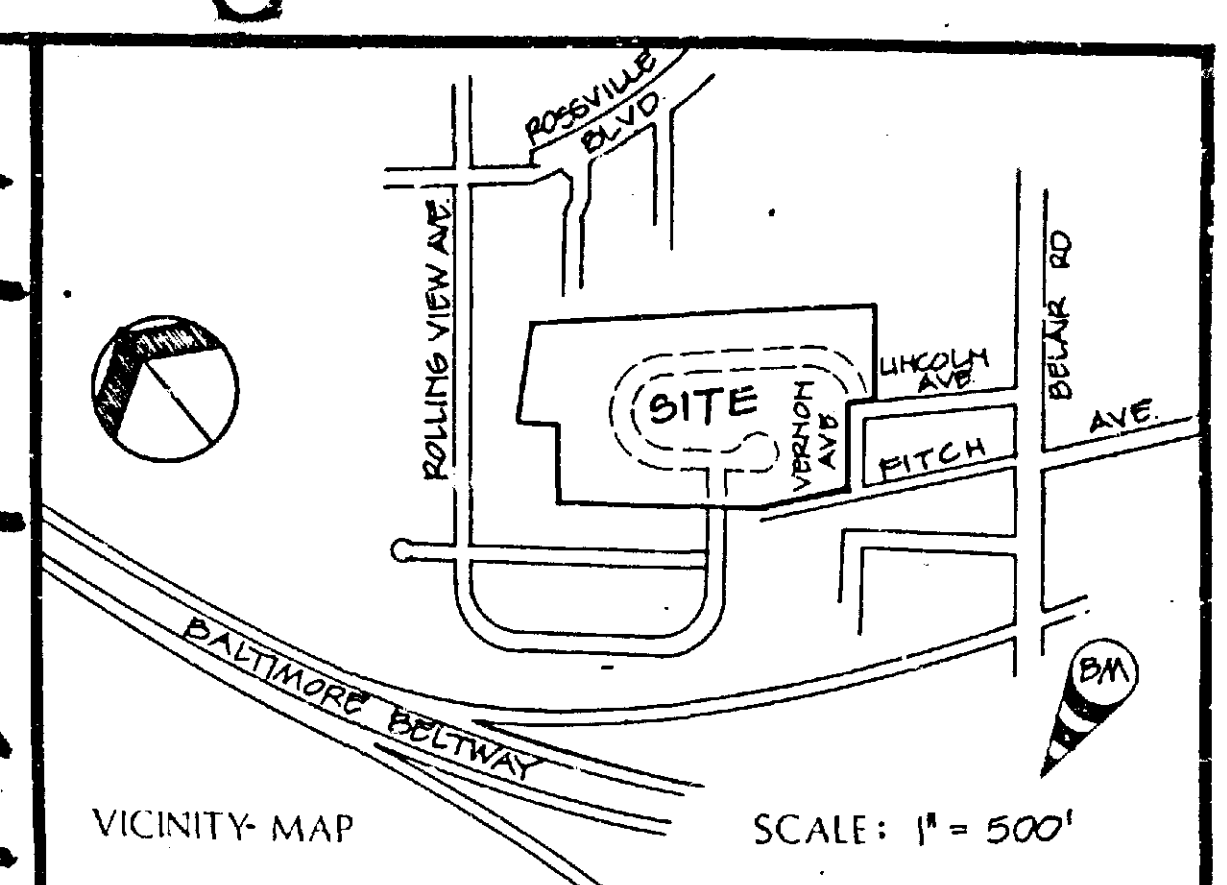 ROSSVILLE
BLVD.
ROLLING VIEW AVE.
BELAIR RD
LINCOLN
AVE.
SITE
VERNON
AVE
FITCH AVE.
BALTIMORE BELTWAY
BM
VICINITY- MAP
SCALE: 1" = 500'